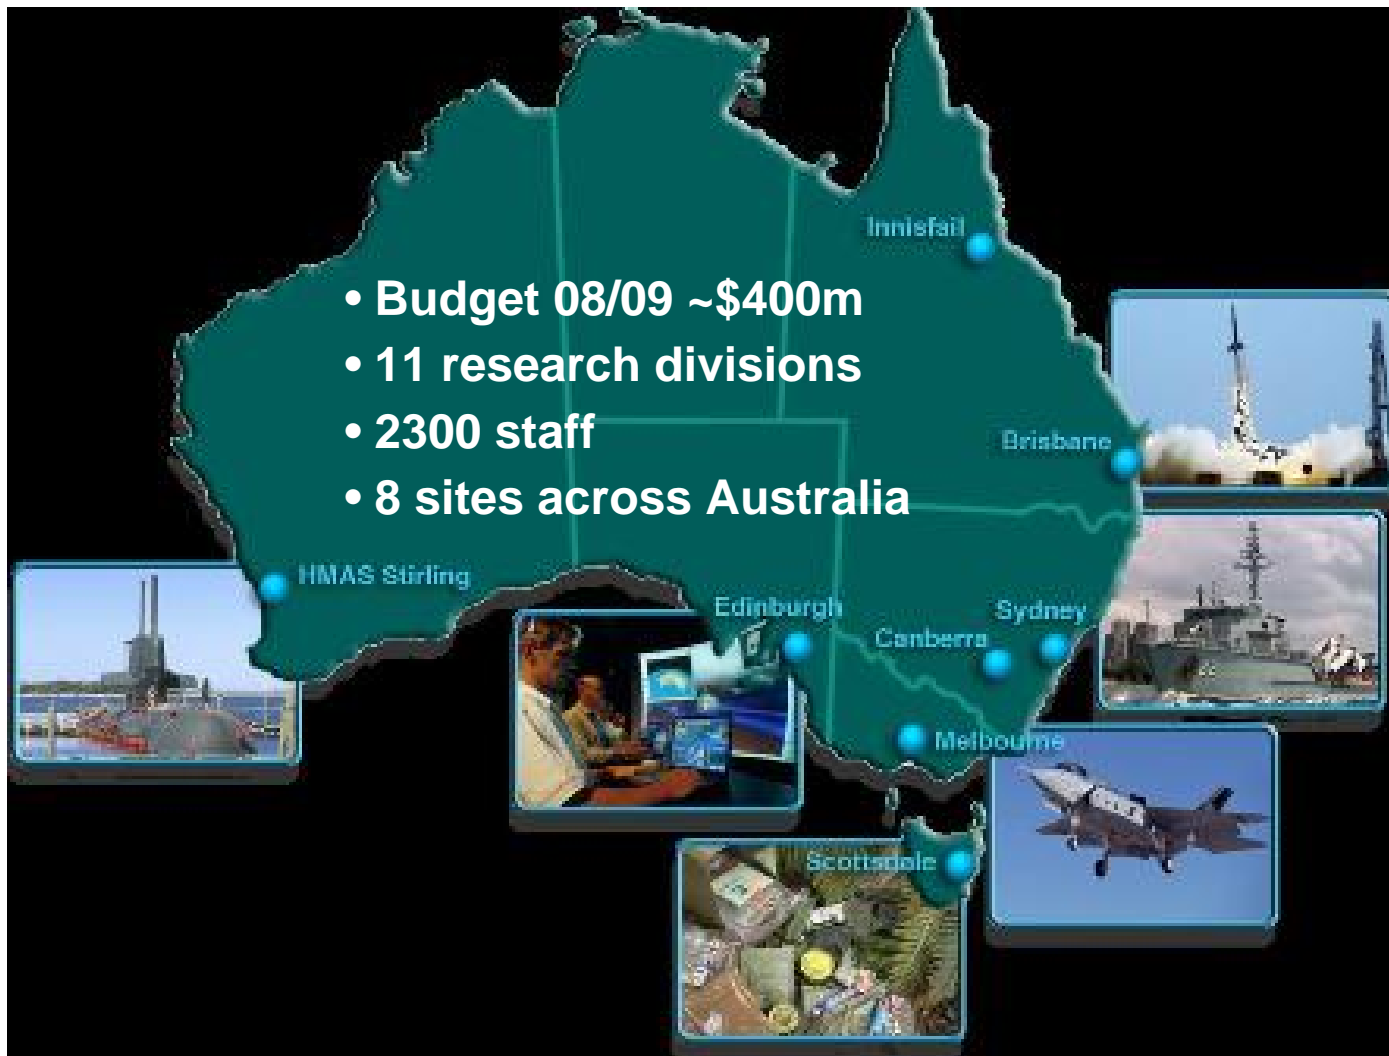 Innisfail
• Budget 08/09 ~$400m
• 11 research divisions
• 2300 staff
Brisbane
• 8 sites across Australia
HMAS Stirling
Edinburgh
Sydney
Canberra
Melbourne
Scottsdale